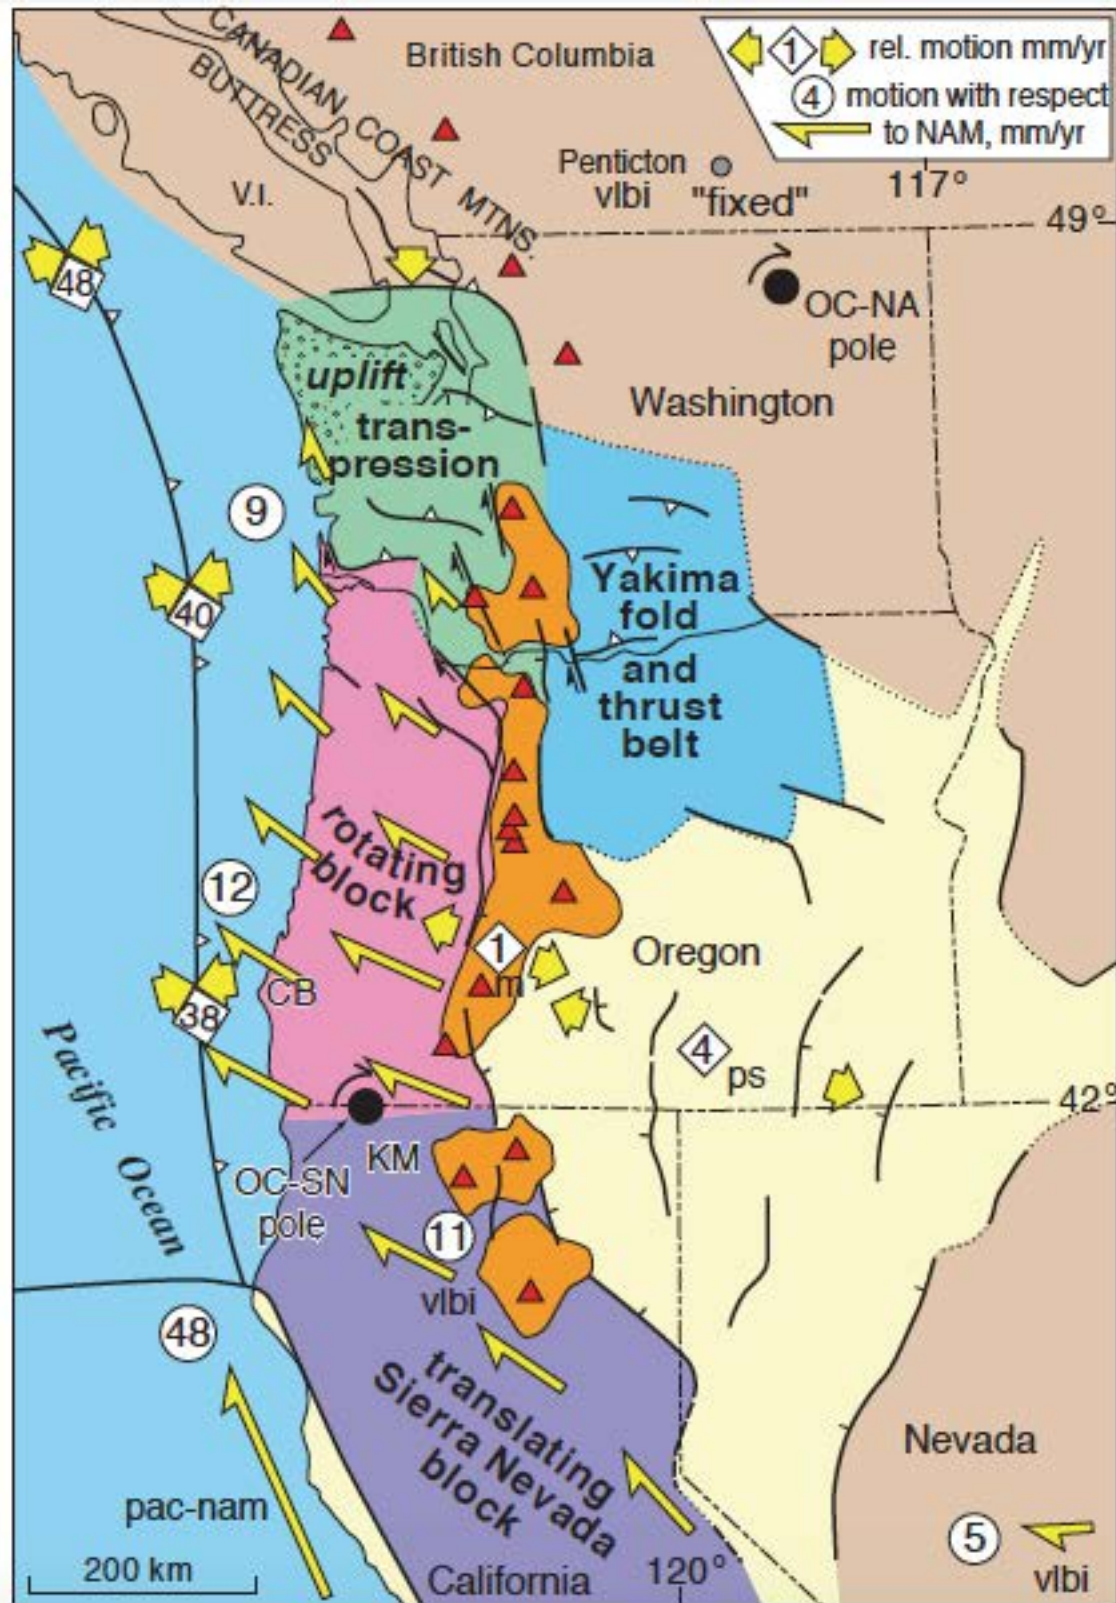 British Columbia
1 rel. motion mm/yr
4 motion with respect
to NAM, mm/yr
CANADIAN COAST MTNS.
BUTTRESS
V.I.
Penticton
vlbi
"fixed"
117°
49°
48
OC-NA
pole
uplift
trans-
pression
Washington
9
40
Yakima
fold
and
thrust
belt
rotating
block
12
1
m
Oregon
CB
38
4
ps
Pacific Ocean
42°
KM
OC-SN
pole
11
vlbi
48
translating
Sierra Nevada
block
Nevada
pac-nam
5
vlbi
200 km
California
120°